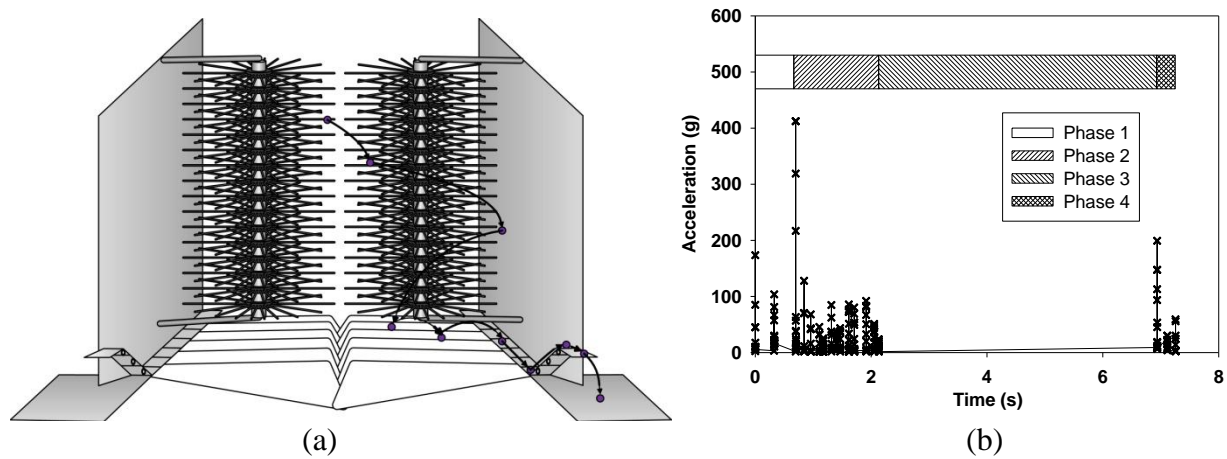 600
500
400
300
200
100
0
Acceleration (g)
Phase 1
Phase 2
Phase 3
Phase 4
0 2 4 6 8
Time (s)
(a) (b)